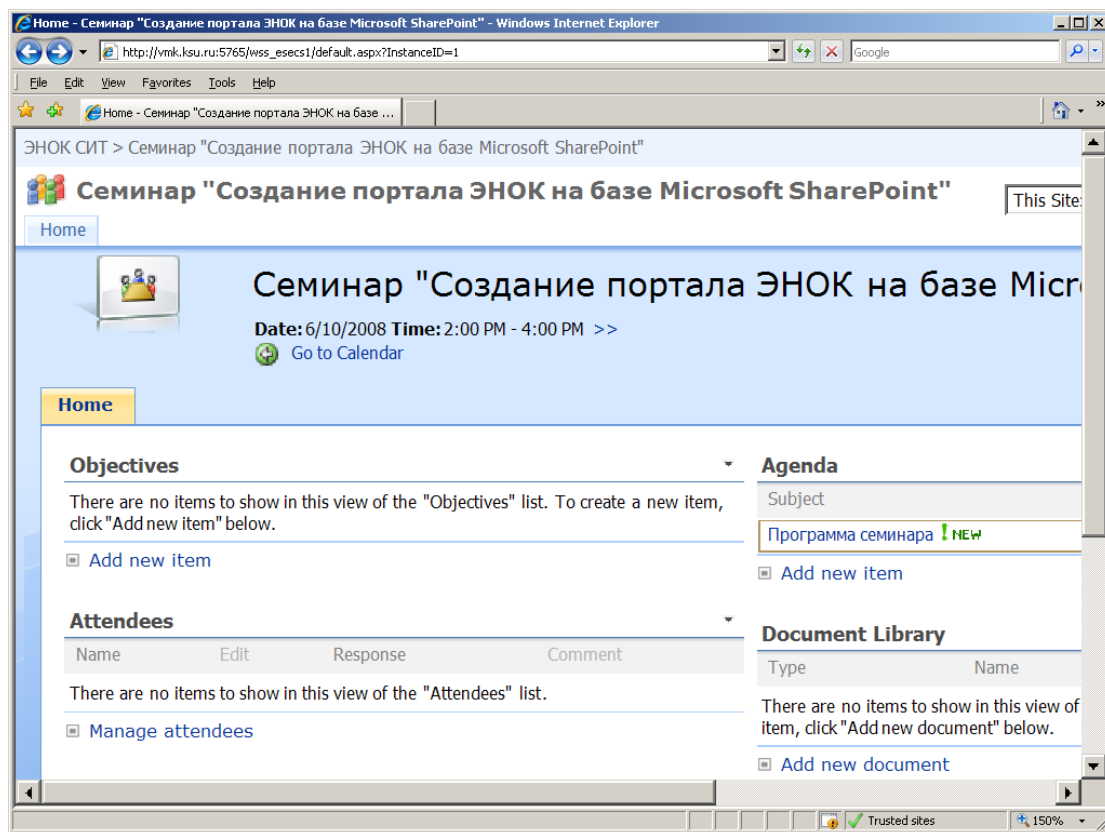 Home - Семинар "Создание портала ЭНОК на базе Microsoft SharePoint" - Windows Internet Explorer
http://vmk.ksu.ru:5765/wss_esecs1/default.aspx?InstanceID=1
Google
File Edit View Favorites Tools Help
Home - Семинар "Создание портала ЭНОК на базе ...
ЭНОК СИТ > Семинар "Создание портала ЭНОК на базе Microsoft SharePoint"
Семинар "Создание портала ЭНОК на базе Microsoft SharePoint"
This Site:
Home
Семинар "Создание портала ЭНОК на базе Micr
Date: 6/10/2008 Time: 2:00 PM - 4:00 PM >>
Go to Calendar
Home
Objectives
There are no items to show in this view of the "Objectives" list. To create a new item,
click "Add new item" below.
Add new item
Attendees
Name Edit Response Comment
There are no items to show in this view of the "Attendees" list.
Manage attendees
Agenda
Subject
Программа семинара ! NEW
Add new item
Document Library
Type Name
There are no items to show in this view of
item, click "Add new document" below.
Add new document
Trusted sites
150%